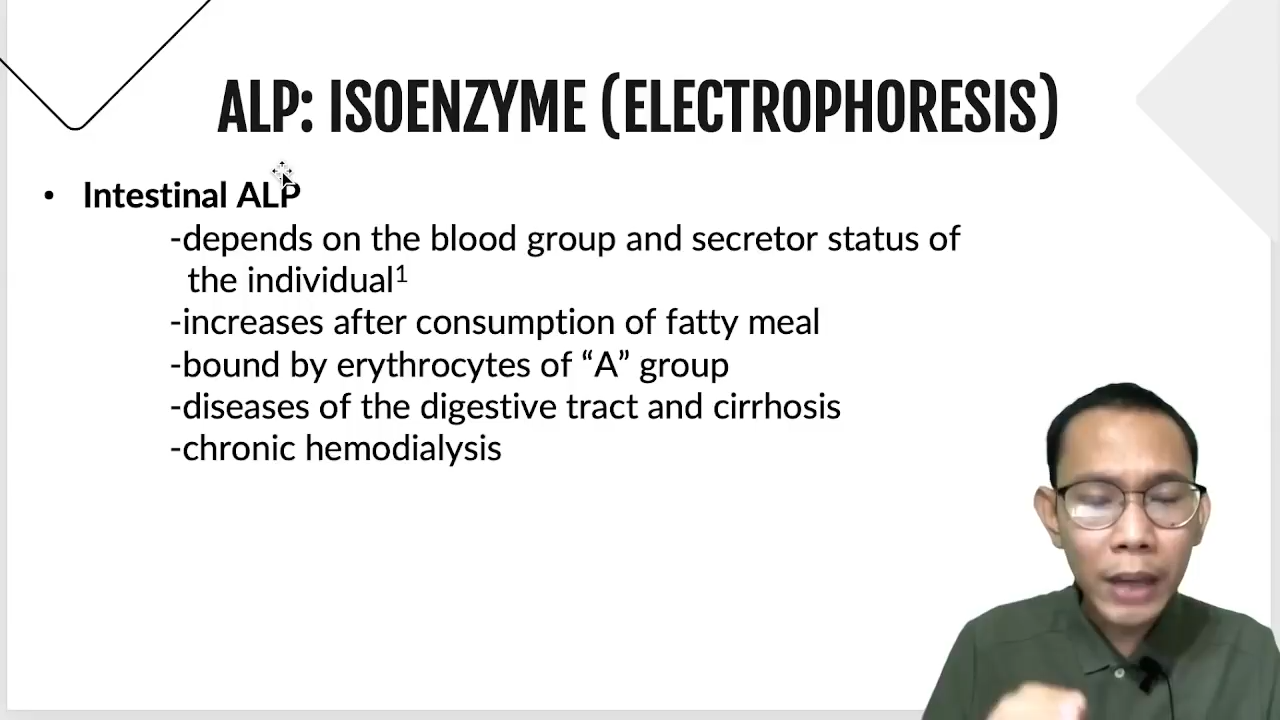 ALP: ISOENZYME (ELECTROPHORESIS)
• Intestinal ALP
-depends on the blood group and secretor status of
the individual¹
-increases after consumption of fatty meal
-bound by erythrocytes of “A” group
-diseases of the digestive tract and cirrhosis
-chronic hemodialysis